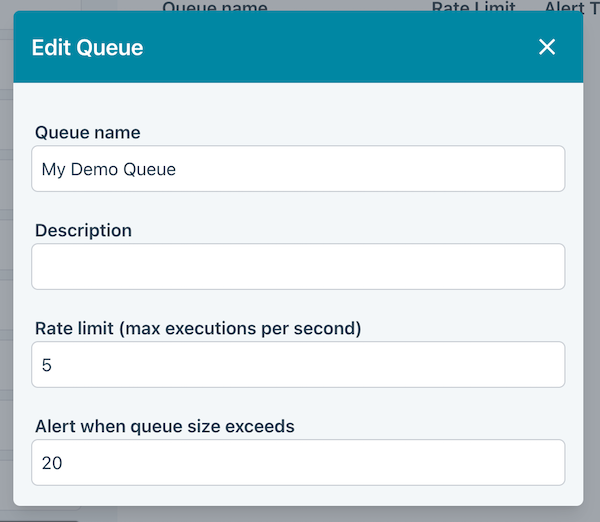 Queue name Rate Limit Alert T
Edit Queue
Queue name
My Demo Queue
Description
Rate limit (max executions per second)
5
Alert when queue size exceeds
20